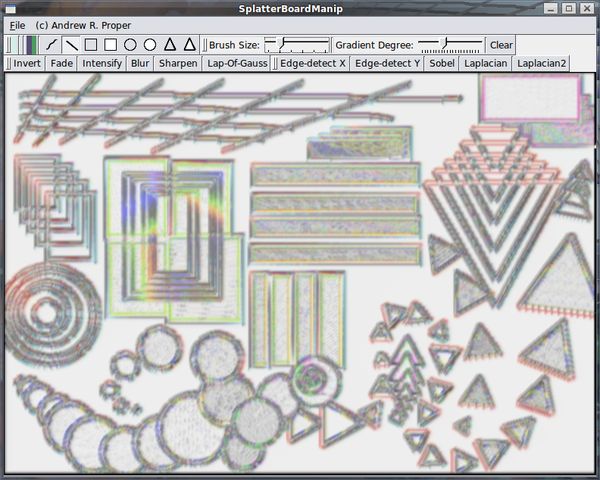 SplatterBoardManip
File (c) Andrew R. Proper
Brush Size: Gradient Degree: Clear
Invert Fade Intensify Blur Sharpen Lap-Of-Gauss Edge-detect X Edge-detect Y Sobel Laplacian Laplacian2